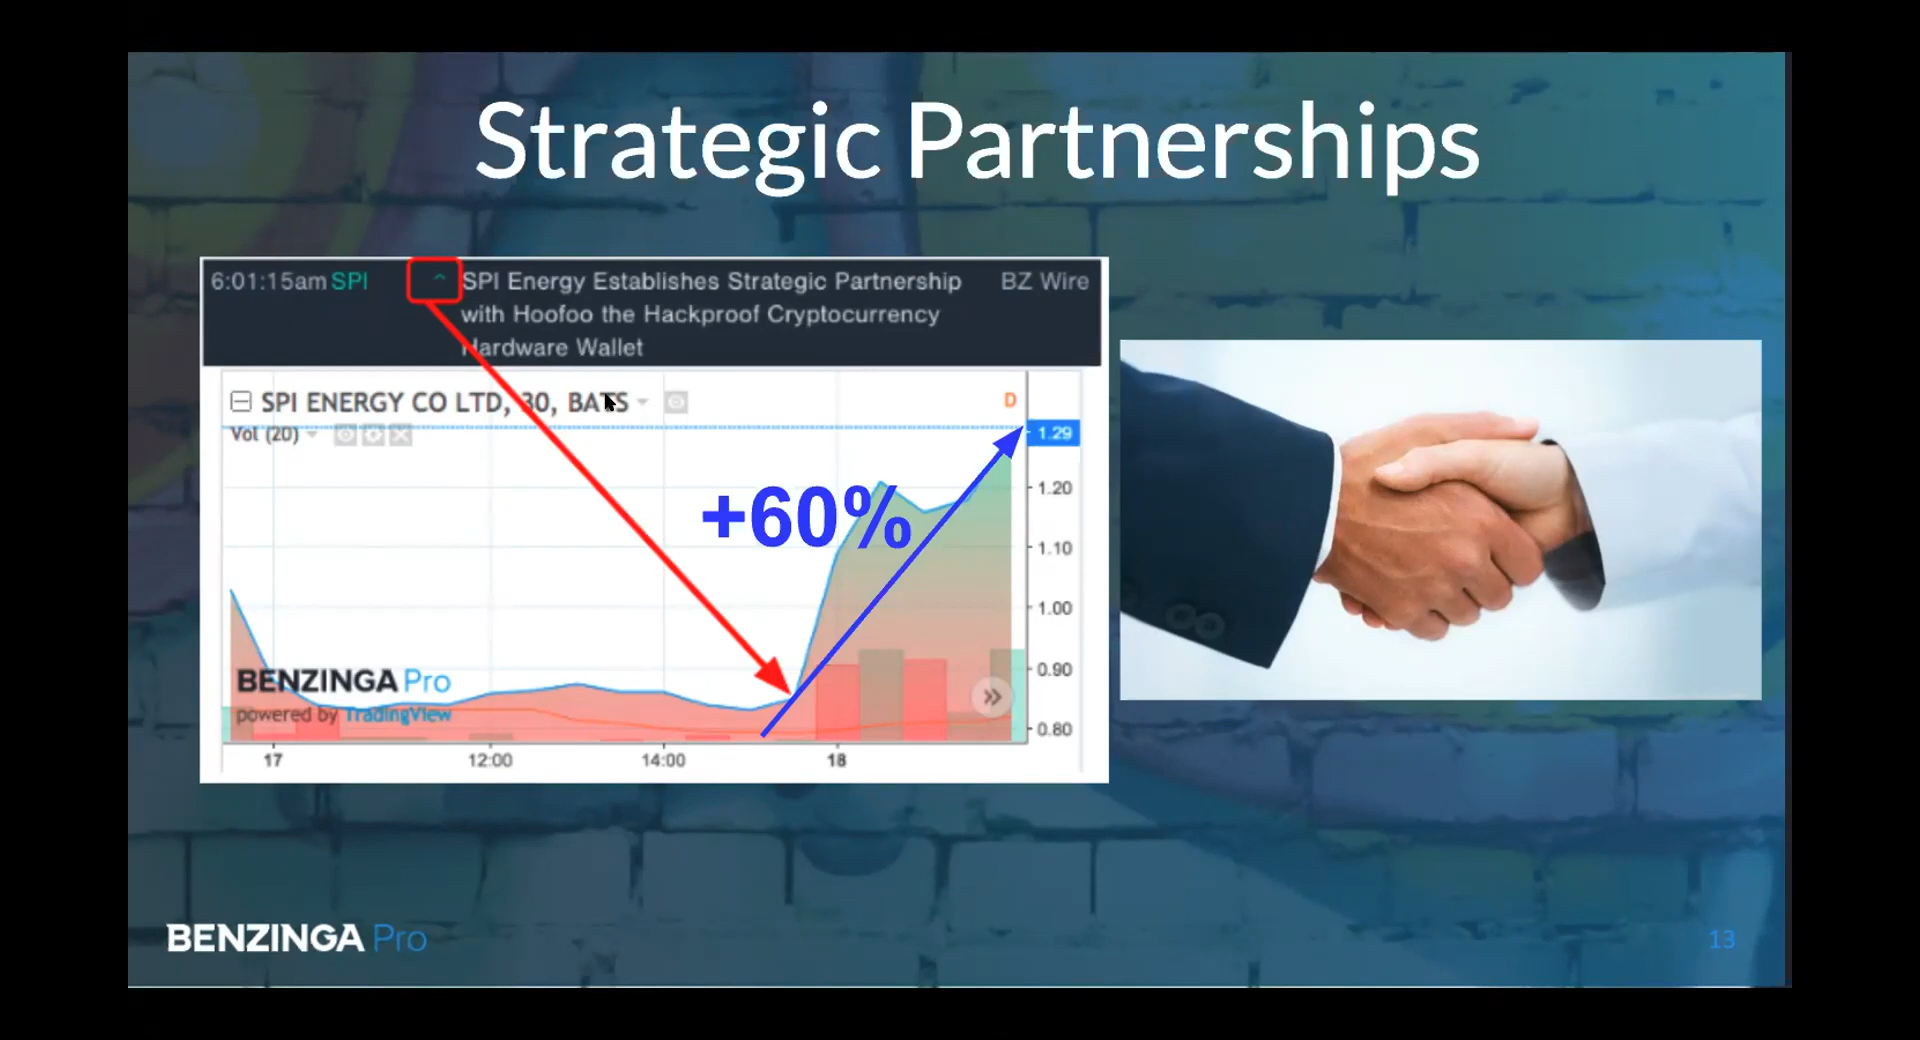 Strategic Partnerships
6:01:15am SPI ^ SPI Energy Establishes Strategic Partnership BZ Wire
with Hoofoo the Hackproof Cryptocurrency
Hardware Wallet
SPI ENERGY CO LTD, 30, BATS
D
Vol (20)
1.29
1.20
+60%
1.10
1.00
0.90
BENZINGA Pro
powered by TradingView
0.80
17 12:00 14:00 18
BENZINGA Pro
13